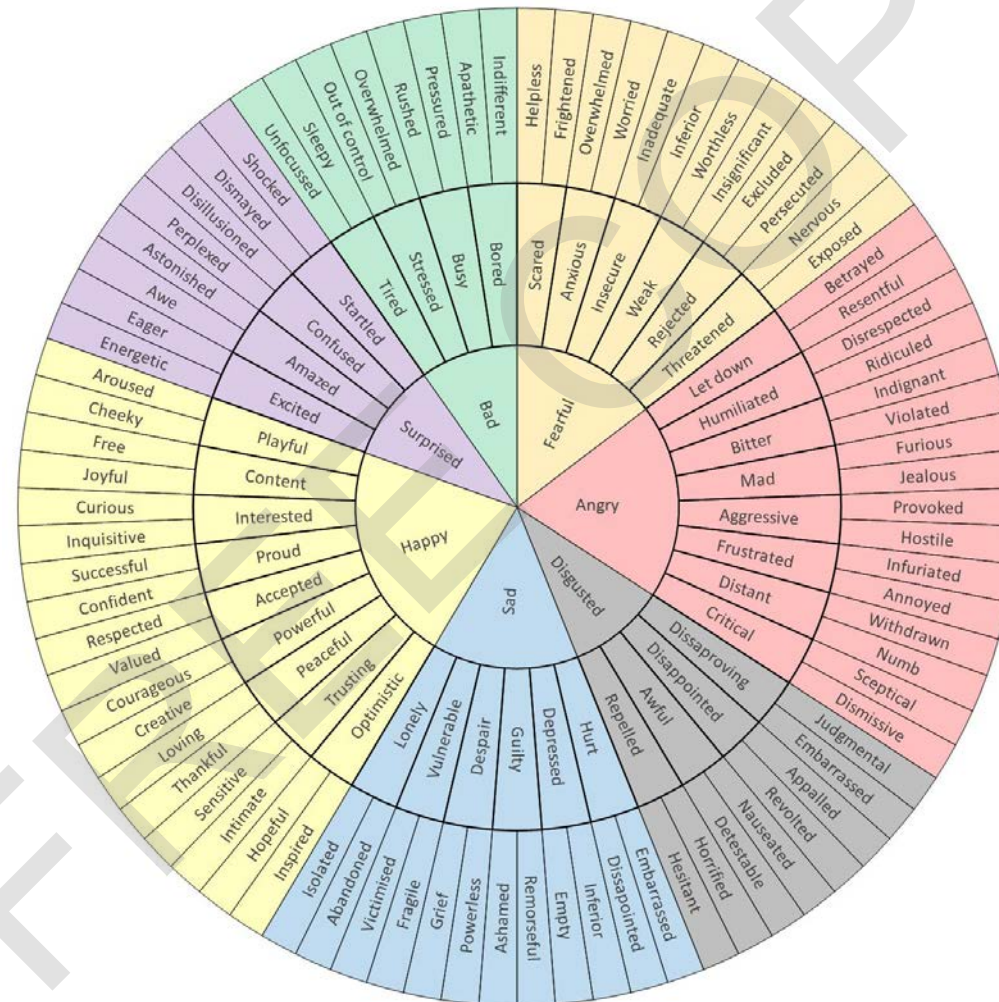 Fearful
Angry
Disgusted
Sad
Happy
Surprised
Bad
Scared
Anxious
Insecure
Weak
Rejected
Threatened
Let down
Humiliated
Bitter
Mad
Aggressive
Frustrated
Distant
Critical
Dissaproving
Disappointed
Awful
Repelled
Hurt
Depressed
Guilty
Despair
Vulnerable
Lonely
Optimistic
Trusting
Peaceful
Powerful
Accepted
Proud
Interested
Content
Playful
Excited
Amazed
Confused
Startled
Tired
Stressed
Busy
Bored
Helpless
Frightened
Overwhelmed
Worried
Inadequate
Inferior
Worthless
Insignificant
Excluded
Persecuted
Nervous
Exposed
Betrayed
Resentful
Disrespected
Ridiculed
Indignant
Violated
Furious
Jealous
Provoked
Hostile
Infuriated
Annoyed
Withdrawn
Numb
Sceptical
Dismissive
Judgmental
Embarrassed
Appalled
Revolted
Nauseated
Detestable
Horrified
Hesitant
Embarrassed
Dissapointed
Inferior
Empty
Remorseful
Ashamed
Powerless
Grief
Fragile
Victimised
Abandoned
Isolated
Inspired
Hopeful
Intimate
Sensitive
Thankful
Loving
Creative
Courageous
Valued
Respected
Confident
Successful
Inquisitive
Curious
Joyful
Free
Cheeky
Aroused
Energetic
Eager
Awe
Astonished
Perplexed
Disillusioned
Dismayed
Shocked
Unfocussed
Sleepy
Out of control
Overwhelmed
Rushed
Pressured
Apathetic
Indifferent
FREE COP